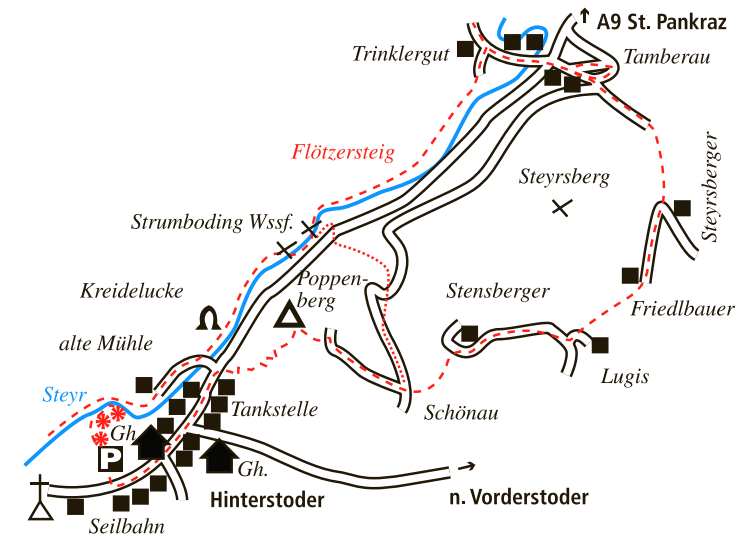 A9 St. Pankraz
Trinklergut
Tamberau
Flötzersteig
Steyrsberg
Steyrsberger
Strumboding Wssf.
Kreidelucke
Poppen-
berg
Stensberger
Friedlbauer
alte Mühle
Lugis
Steyr
Tankstelle
Schönau
Gh.
P
Gh.
Hinterstoder
n. Vorderstoder
Seilbahn